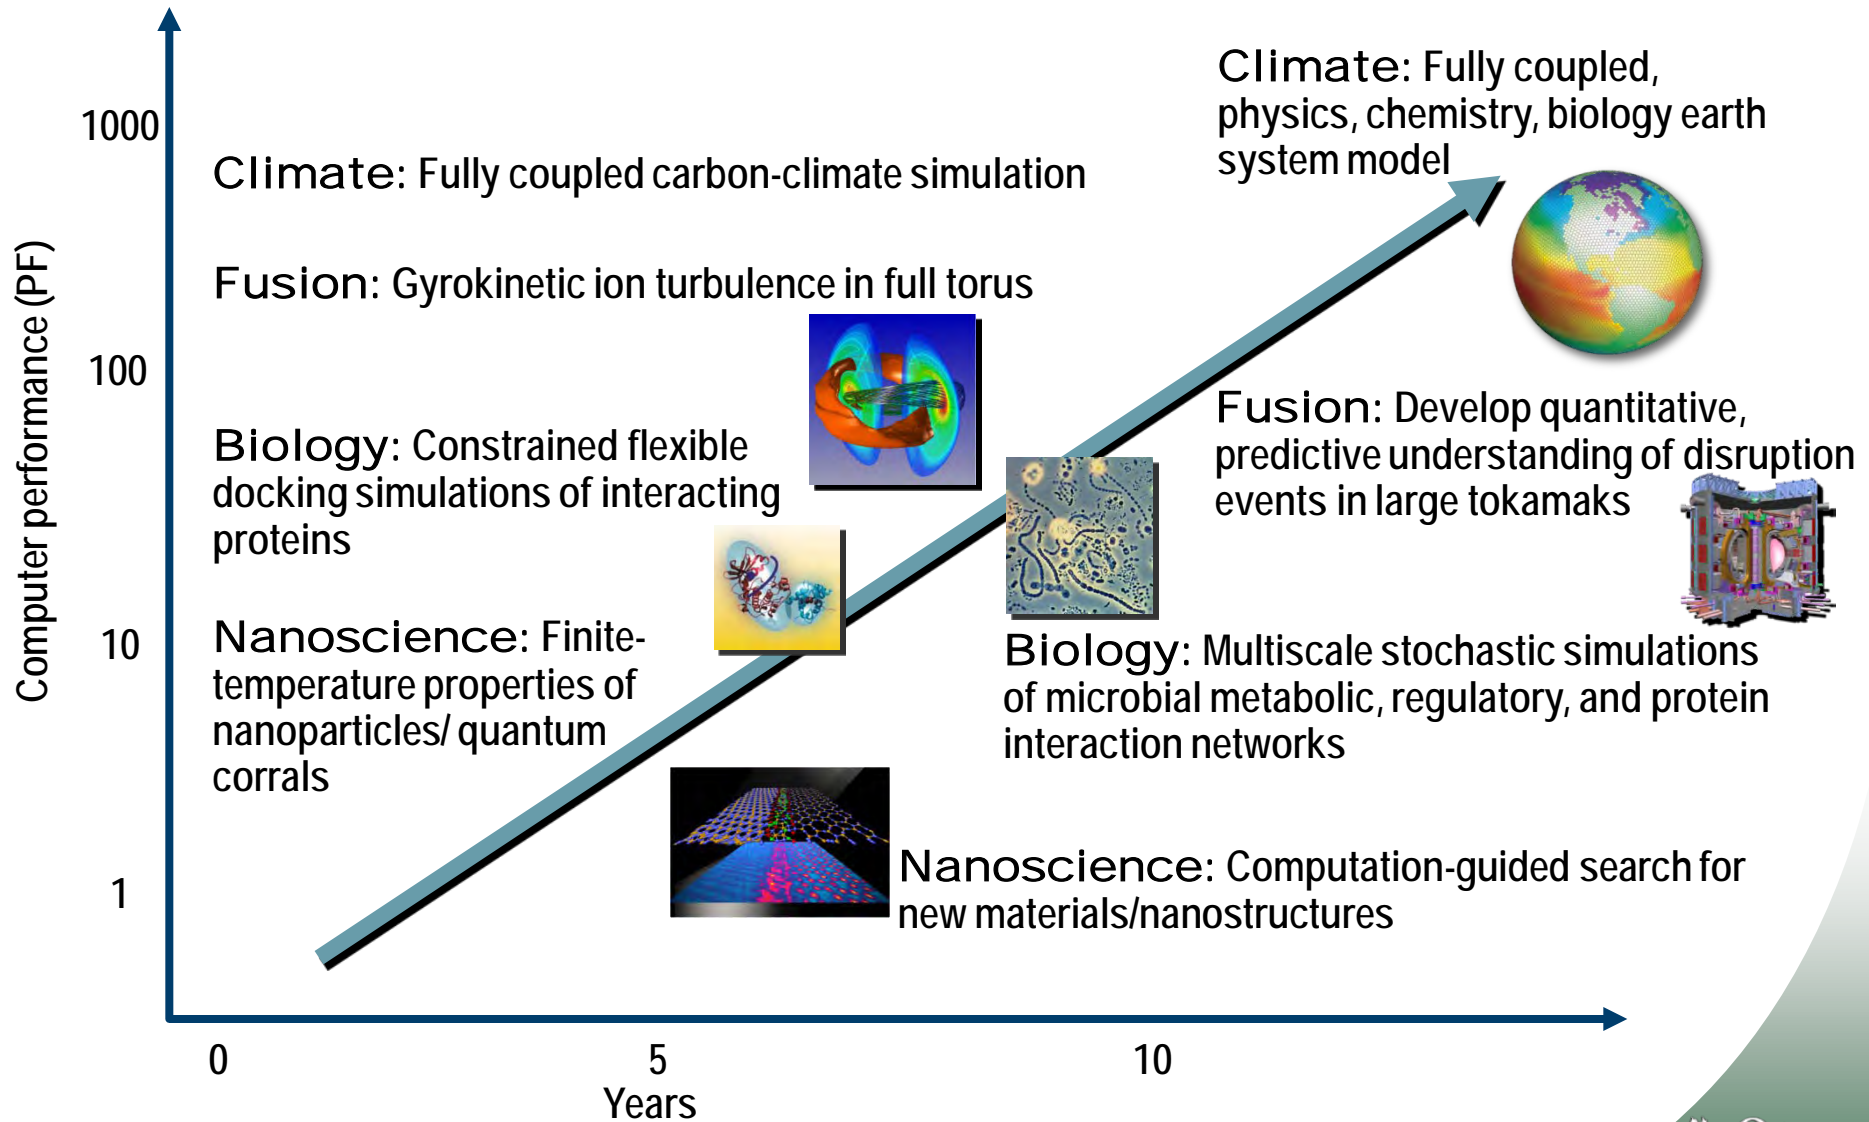 Computer performance (PF)
1000
100
10
1
Climate: Fully coupled carbon-climate simulation
Fusion: Gyrokinetic ion turbulence in full torus
Biology: Constrained flexible
docking simulations of interacting
proteins
Nanoscience: Finite-
temperature properties of
nanoparticles/ quantum
corrals
Climate: Fully coupled,
physics, chemistry, biology earth
system model
Fusion: Develop quantitative,
predictive understanding of disruption
events in large tokamaks
Biology: Multiscale stochastic simulations
of microbial metabolic, regulatory, and protein
interaction networks
Nanoscience: Computation-guided search for
new materials/nanostructures
0
5
10
Years